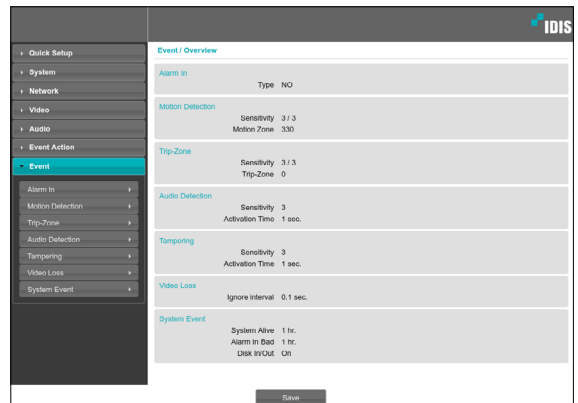 IDIS
Quick Setup
System
Network
Video
Audio
Event Action
Event
Alarm In
Motion Detection
Trip-Zone
Audio Detection
Tampering
Video Loss
System Event
Event / Overview
Alarm In
Type NO
Motion Detection
Sensitivity 3 / 3
Motion Zone 330
Trip-Zone
Sensitivity 3 / 3
Trip-Zone 0
Audio Detection
Sensitivity 3
Activation Time 1 sec.
Tampering
Sensitivity 3
Activation Time 1 sec.
Video Loss
Ignore interval 0.1 sec.
System Event
System Alive 1 hr.
Alarm In Bad 1 hr.
Disk In/Out On
Save